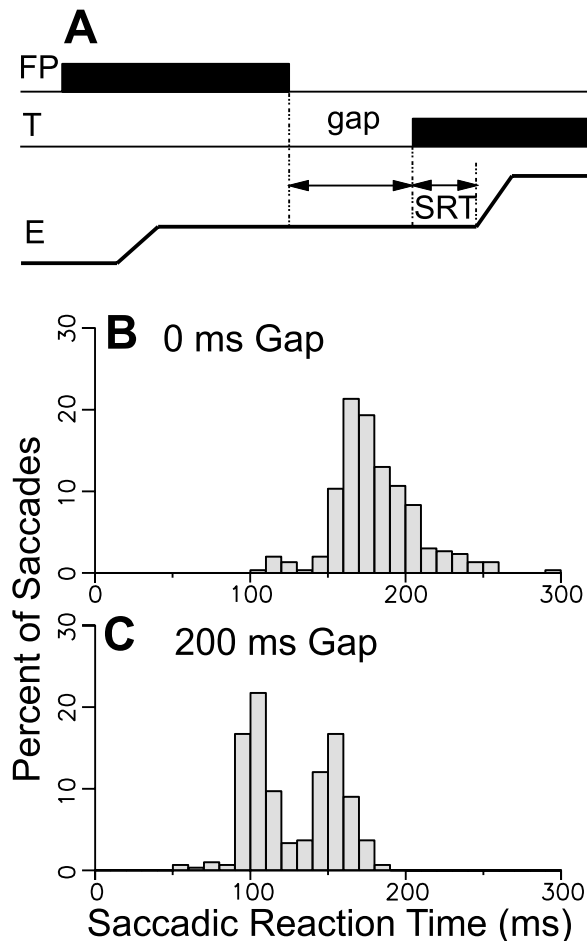 A
FP
T
gap
SRT
E
B 0 ms Gap
30
20
10
0
0 100 200 300
C 200 ms Gap
30
20
10
0
0 100 200 300
Percent of Saccades
Saccadic Reaction Time (ms)